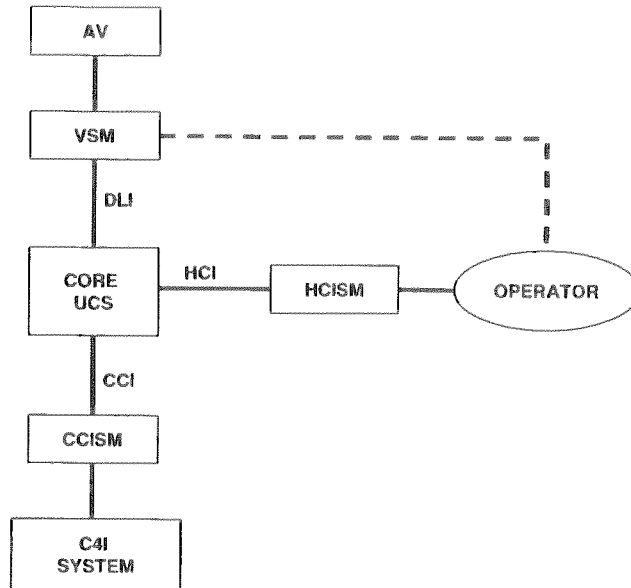 AV
VSM
DLI
CORE
UCS
HCI
HCISM
OPERATOR
CCI
CCISM
C4I
SYSTEM